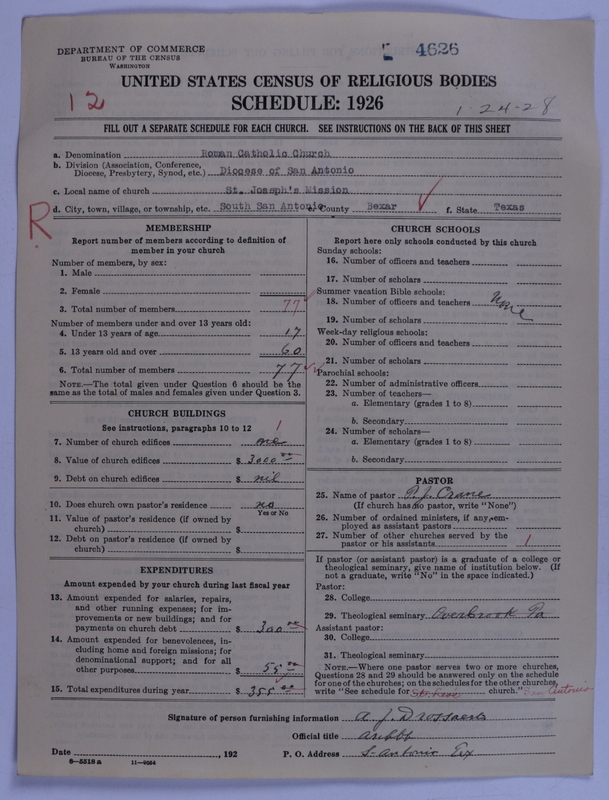 DEPARTMENT OF COMMERCE
BUREAU OF THE CENSUS
WASHINGTON
4626
UNITED STATES CENSUS OF RELIGIOUS BODIES
12
SCHEDULE: 1926
1-24-28
FILL OUT A SEPARATE SCHEDULE FOR EACH CHURCH. SEE INSTRUCTIONS ON THE BACK OF THIS SHEET
a. Denomination Roman Catholic Church
b. Division (Association, Conference,
Diocese, Presbytery, Synod, etc.) Diocese of San Antonio
c. Local name of church St. Joseph's Mission
d. City, town, village, or township, etc. South San Antonio e. County Bexar f. State Texas
R
MEMBERSHIP
Report number of members according to definition of
member in your church
Number of members, by sex:
1. Male
2. Female
3. Total number of members 77
Number of members under and over 13 years old:
4. Under 13 years of age 17
5. 13 years old and over 60
6. Total number of members 77
NOTE.—The total given under Question 6 should be the
same as the total of males and females given under Question 3.
CHURCH BUILDINGS
See instructions, paragraphs 10 to 12
1
7. Number of church edifices one
8. Value of church edifices $ 3000 00
9. Debt on church edifices $ nil
10. Does church own pastor's residence no
Yes or No
11. Value of pastor's residence (if owned by
church) $
12. Debt on pastor's residence (if owned by
church) $
EXPENDITURES
Amount expended by your church during last fiscal year
13. Amount expended for salaries, repairs,
and other running expenses; for im-
provements or new buildings; and for
payments on church debt $ 300 00
14. Amount expended for benevolences, in-
cluding home and foreign missions; for
denominational support; and for all
other purposes $ 55 00
15. Total expenditures during year $ 355 00
CHURCH SCHOOLS
Report here only schools conducted by this church
Sunday schools:
16. Number of officers and teachers
17. Number of scholars
Summer vacation Bible schools:
18. Number of officers and teachers None
19. Number of scholars
Week-day religious schools:
20. Number of officers and teachers
21. Number of scholars
Parochial schools:
22. Number of administrative officers
23. Number of teachers—
a. Elementary (grades 1 to 8)
b. Secondary
24. Number of scholars—
a. Elementary (grades 1 to 8)
b. Secondary
PASTOR
25. Name of pastor P. J. Crane
(If church has no pastor, write "None")
26. Number of ordained ministers, if any, em-
ployed as assistant pastors
27. Number of other churches served by the
pastor or his assistants 1
If pastor (or assistant pastor) is a graduate of a college or
theological seminary, give name of institution below. (If
not a graduate, write "No" in the space indicated.)
Pastor:
28. College
29. Theological seminary Overbrook Pa
Assistant pastor:
30. College
31. Theological seminary
NOTE.—Where one pastor serves two or more churches,
Questions 28 and 29 should be answered only on the schedule
for one of the churches; on the schedules for the other churches,
write "See schedule for church." San Antonio
Signature of person furnishing information A J Drossaerts
Official title archbp
Date , 192 P. O. Address S. Antonio Tex
8—5518 a 11—9564